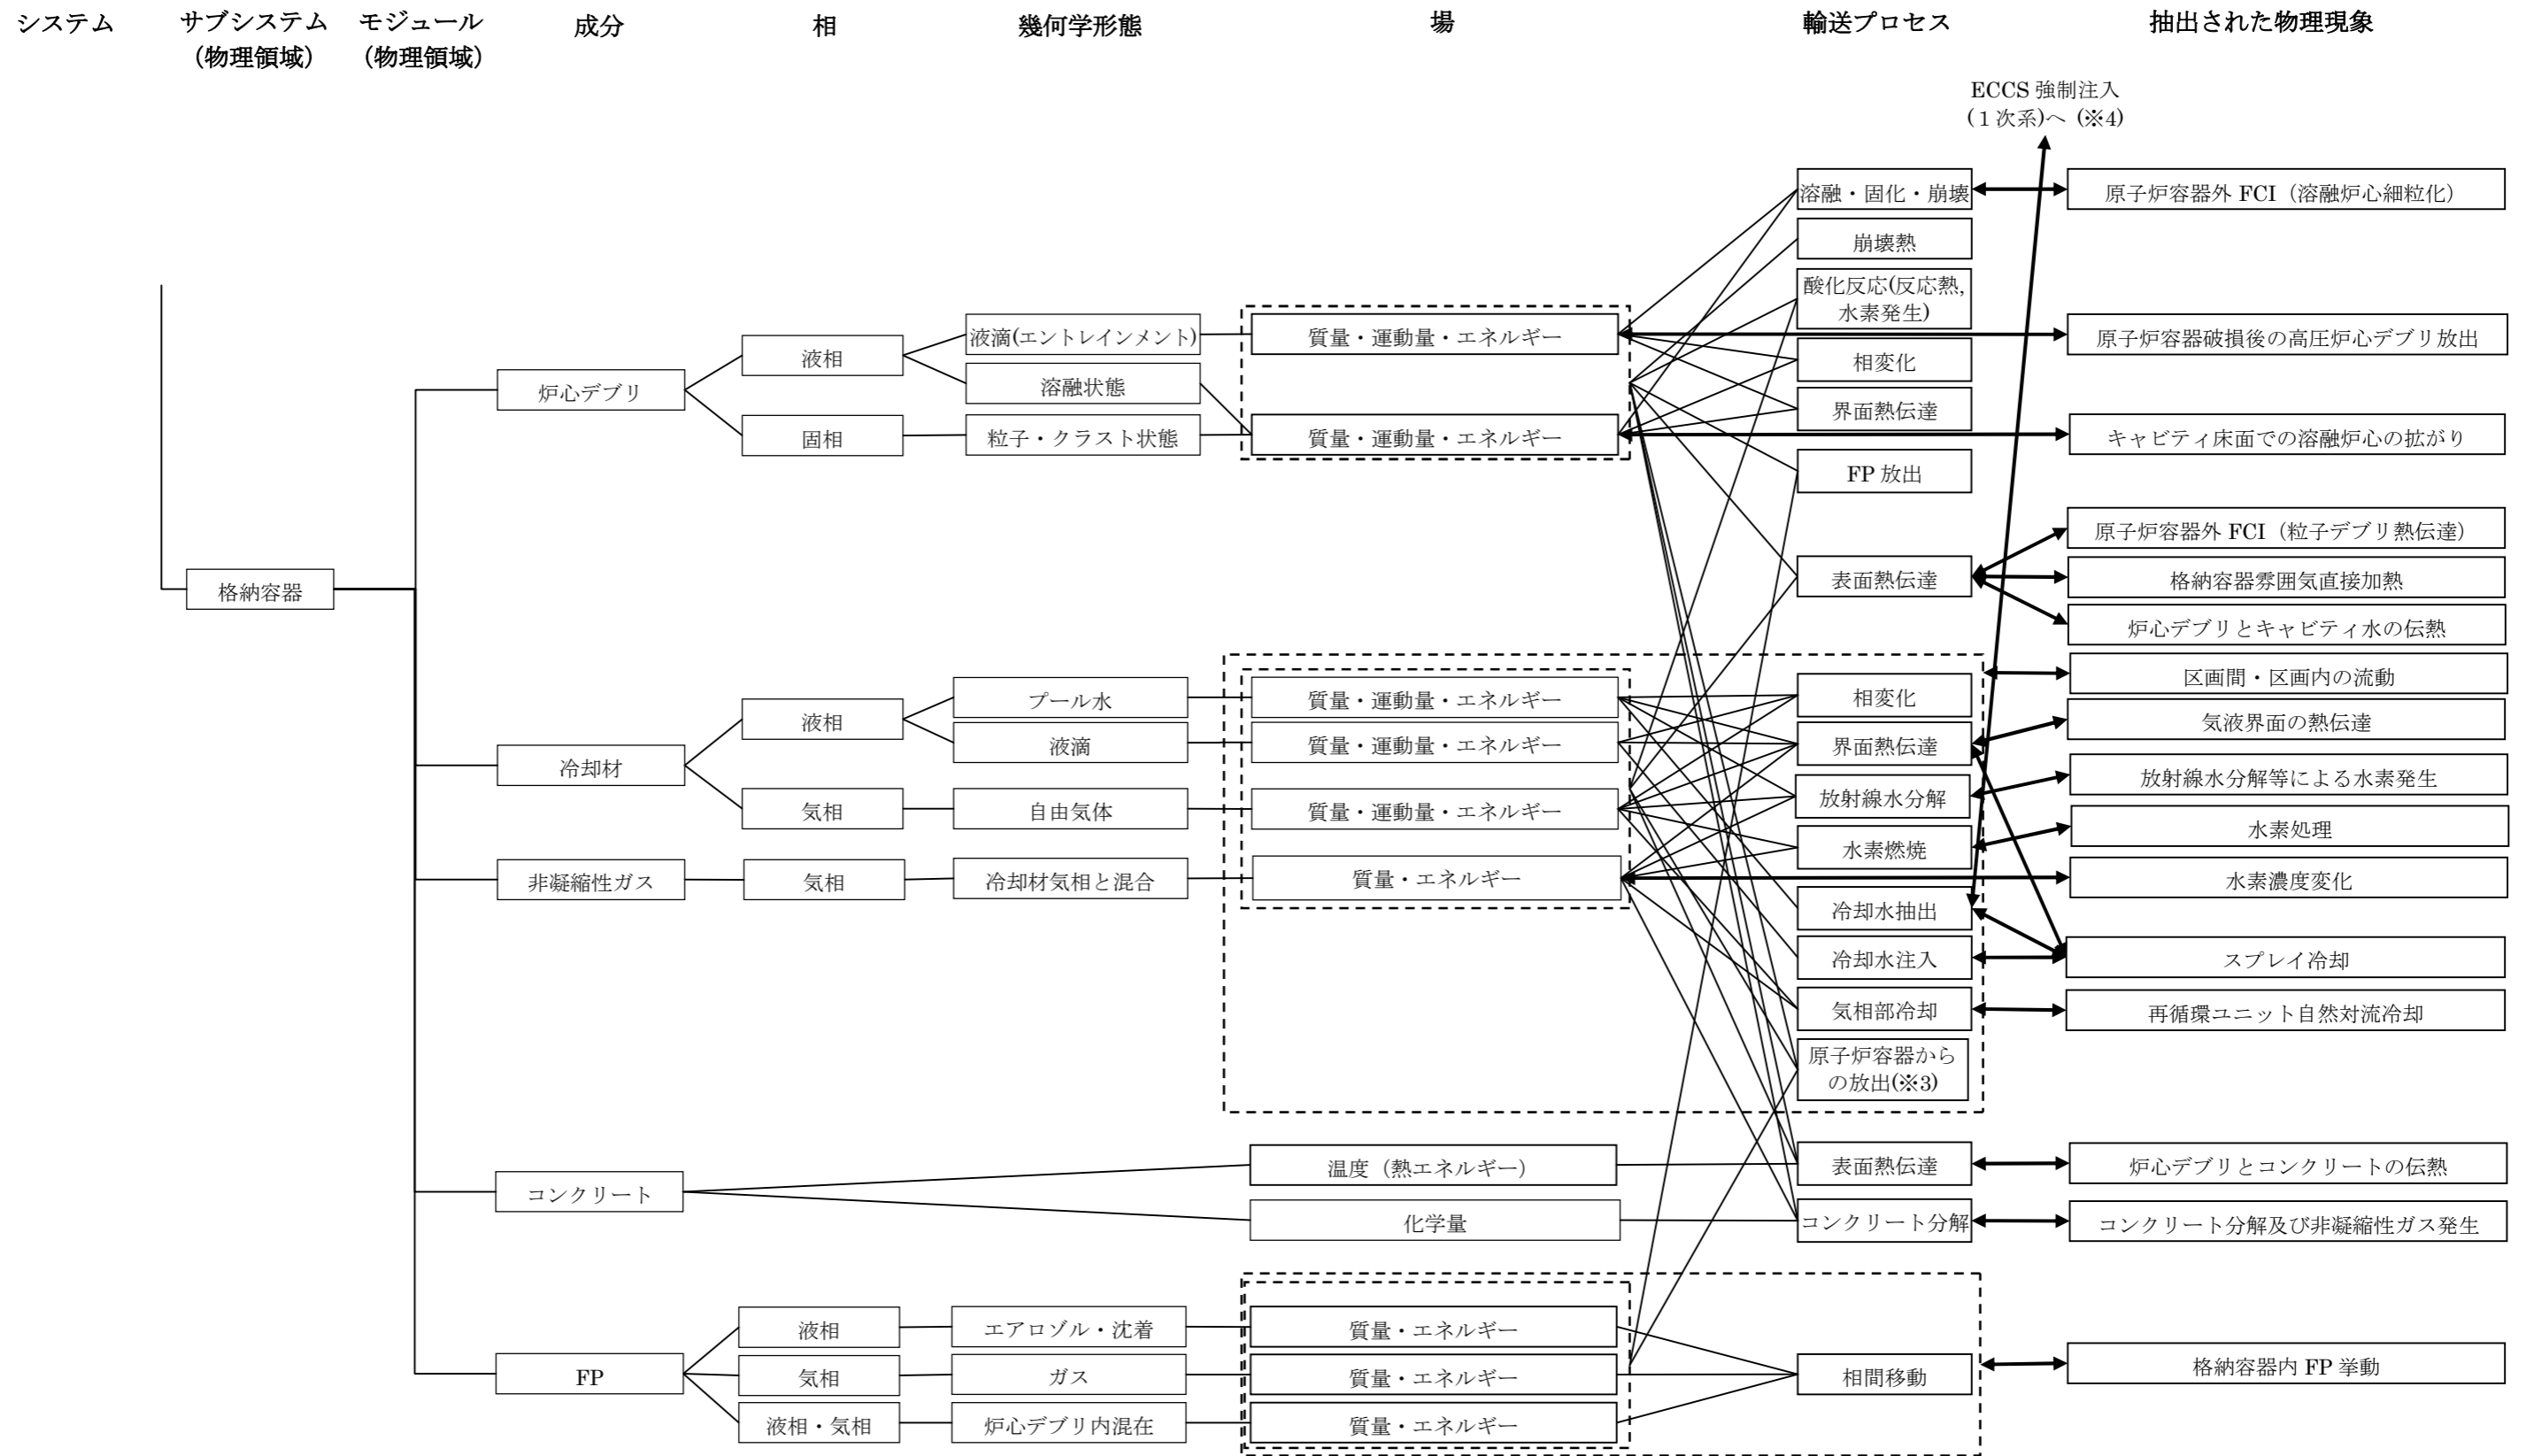 システム
サブシステム
（物理領域）
モジュール
（物理領域）
成分
相
幾何学形態
場
輸送プロセス
抽出された物理現象
ECCS 強制注入
(１次系)へ (※4)
溶融・固化・崩壊
原子炉容器外 FCI（溶融炉心細粒化）
崩壊熱
酸化反応(反応熱,
水素発生)
液滴(エントレインメント)
質量・運動量・エネルギー
原子炉容器破損後の高圧炉心デブリ放出
液相
相変化
炉心デブリ
溶融状態
界面熱伝達
固相
粒子・クラスト状態
質量・運動量・エネルギー
キャビティ床面での溶融炉心の拡がり
FP 放出
原子炉容器外 FCI（粒子デブリ熱伝達）
格納容器
表面熱伝達
格納容器雰囲気直接加熱
炉心デブリとキャビティ水の伝熱
区画間・区画内の流動
プール水
質量・運動量・エネルギー
相変化
液相
気液界面の熱伝達
液滴
質量・運動量・エネルギー
界面熱伝達
冷却材
放射線水分解
放射線水分解等による水素発生
気相
自由気体
質量・運動量・エネルギー
水素燃焼
水素処理
非凝縮性ガス
気相
冷却材気相と混合
質量・エネルギー
水素濃度変化
冷却水抽出
冷却水注入
スプレイ冷却
気相部冷却
再循環ユニット自然対流冷却
原子炉容器から
の放出(※3)
温度（熱エネルギー）
表面熱伝達
炉心デブリとコンクリートの伝熱
コンクリート
化学量
コンクリート分解
コンクリート分解及び非凝縮性ガス発生
液相
エアロゾル・沈着
質量・エネルギー
FP
気相
ガス
質量・エネルギー
相間移動
格納容器内 FP 挙動
液相・気相
炉心デブリ内混在
質量・エネルギー